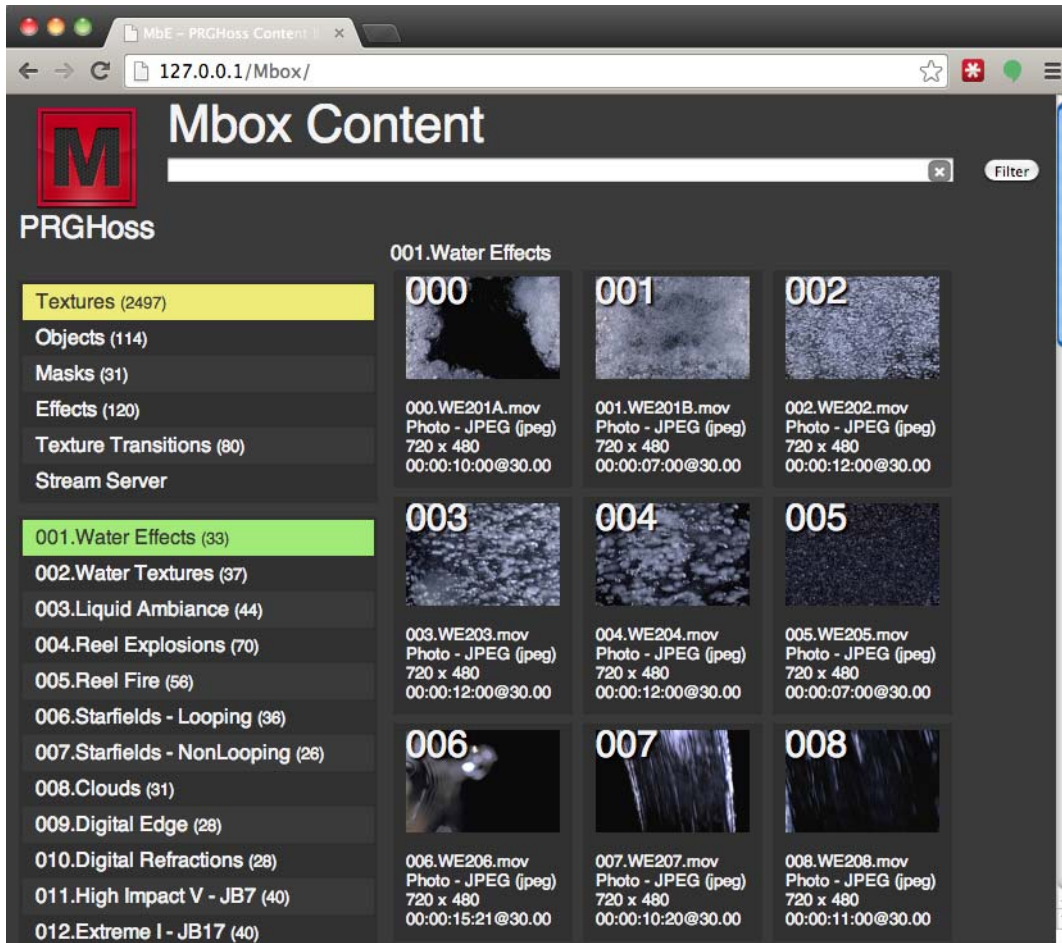 MbE – PRGHoss Content
127.0.0.1/Mbox/
M
Mbox Content
Filter
PRGHoss
Textures (2497)
Objects (114)
Masks (31)
Effects (120)
Texture Transitions (80)
Stream Server
001.Water Effects (33)
002.Water Textures (37)
003.Liquid Ambiance (44)
004.Reel Explosions (70)
005.Reel Fire (56)
006.Starfields - Looping (36)
007.Starfields - NonLooping (26)
008.Clouds (31)
009.Digital Edge (28)
010.Digital Refractions (28)
011.High Impact V - JB7 (40)
012.Extreme I - JB17 (40)
001.Water Effects
000
000.WE201A.mov
Photo - JPEG (jpeg)
720 x 480
00:00:10:00@30.00
001
001.WE201B.mov
Photo - JPEG (jpeg)
720 x 480
00:00:07:00@30.00
002
002.WE202.mov
Photo - JPEG (jpeg)
720 x 480
00:00:12:00@30.00
003
003.WE203.mov
Photo - JPEG (jpeg)
720 x 480
00:00:12:00@30.00
004
004.WE204.mov
Photo - JPEG (jpeg)
720 x 480
00:00:12:00@30.00
005
005.WE205.mov
Photo - JPEG (jpeg)
720 x 480
00:00:07:00@30.00
006
006.WE206.mov
Photo - JPEG (jpeg)
720 x 480
00:00:15:21@30.00
007
007.WE207.mov
Photo - JPEG (jpeg)
720 x 480
00:00:10:20@30.00
008
008.WE208.mov
Photo - JPEG (jpeg)
720 x 480
00:00:11:00@30.00